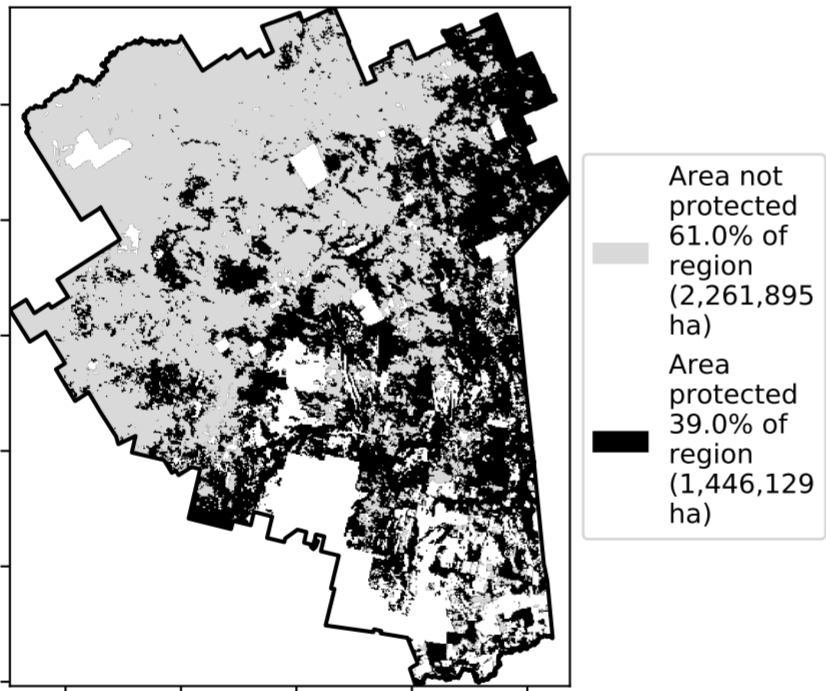 Area not
protected
61.0% of
region
(2,261,895
ha)
Area
protected
39.0% of
region
(1,446,129
ha)